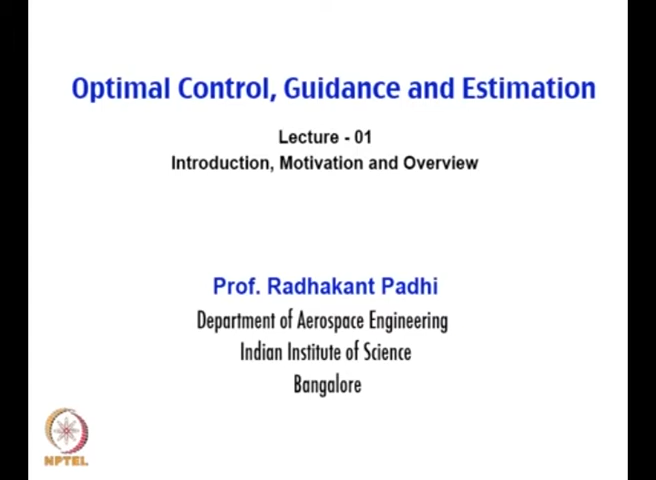 Optimal Control, Guidance and Estimation
Lecture - 01
Introduction, Motivation and Overview
Prof. Radhakant Padhi
Department of Aerospace Engineering
Indian Institute of Science
Bangalore
NPTEL